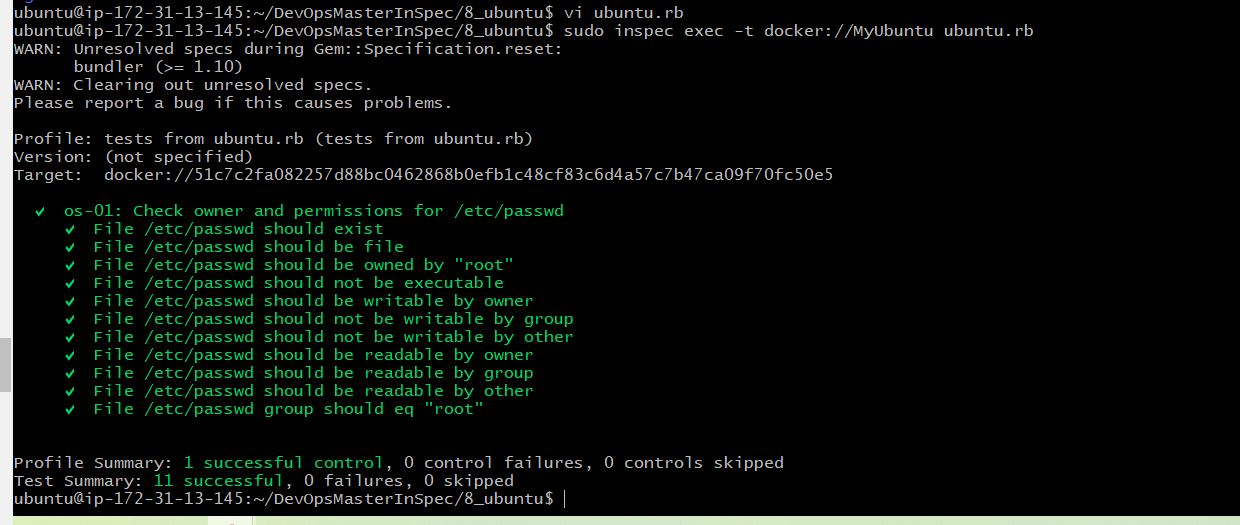 ubuntu@ip-172-31-13-145:~/DevOpsMasterInSpec/8_ubuntu$ vi ubuntu.rb
ubuntu@ip-172-31-13-145:~/DevOpsMasterInSpec/8_ubuntu$ sudo inspec exec -t docker://MyUbuntu ubuntu.rb
WARN: Unresolved specs during Gem::Specification.reset:
      bundler (>= 1.10)
WARN: Clearing out unresolved specs.
Please report a bug if this causes problems.

Profile: tests from ubuntu.rb (tests from ubuntu.rb)
Version: (not specified)
Target:  docker://51c7c2fa082257d88bc0462868b0efb1c48cf83c6d4a57c7b47ca09f70fc50e5

  ✔  os-01: Check owner and permissions for /etc/passwd
     ✔  File /etc/passwd should exist
     ✔  File /etc/passwd should be file
     ✔  File /etc/passwd should be owned by "root"
     ✔  File /etc/passwd should not be executable
     ✔  File /etc/passwd should be writable by owner
     ✔  File /etc/passwd should not be writable by group
     ✔  File /etc/passwd should not be writable by other
     ✔  File /etc/passwd should be readable by owner
     ✔  File /etc/passwd should be readable by group
     ✔  File /etc/passwd should be readable by other
     ✔  File /etc/passwd group should eq "root"

Profile Summary: 1 successful control, 0 control failures, 0 controls skipped
Test Summary: 11 successful, 0 failures, 0 skipped
ubuntu@ip-172-31-13-145:~/DevOpsMasterInSpec/8_ubuntu$